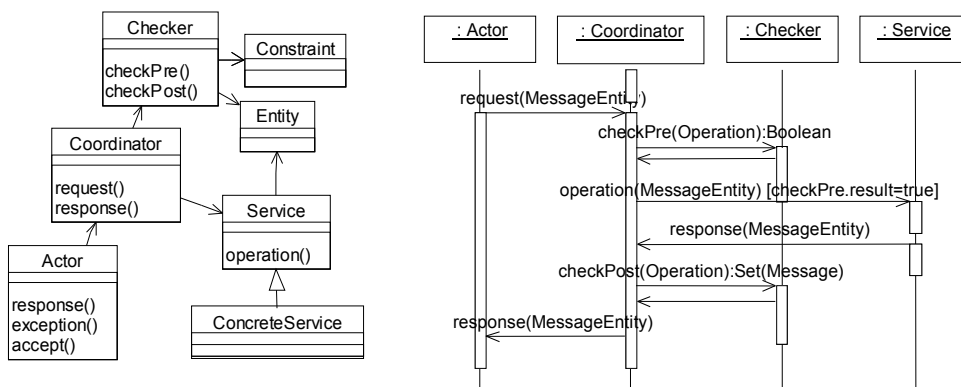 Checker
checkPre()
checkPost()
Constraint
Entity
Coordinator
request()
response()
Service
operation()
Actor
response()
exception()
accept()
ConcreteService
: Actor
: Coordinator
: Checker
: Service
request(MessageEntity)
checkPre(Operation):Boolean
operation(MessageEntity) [checkPre.result=true]
response(MessageEntity)
checkPost(Operation):Set(Message)
response(MessageEntity)